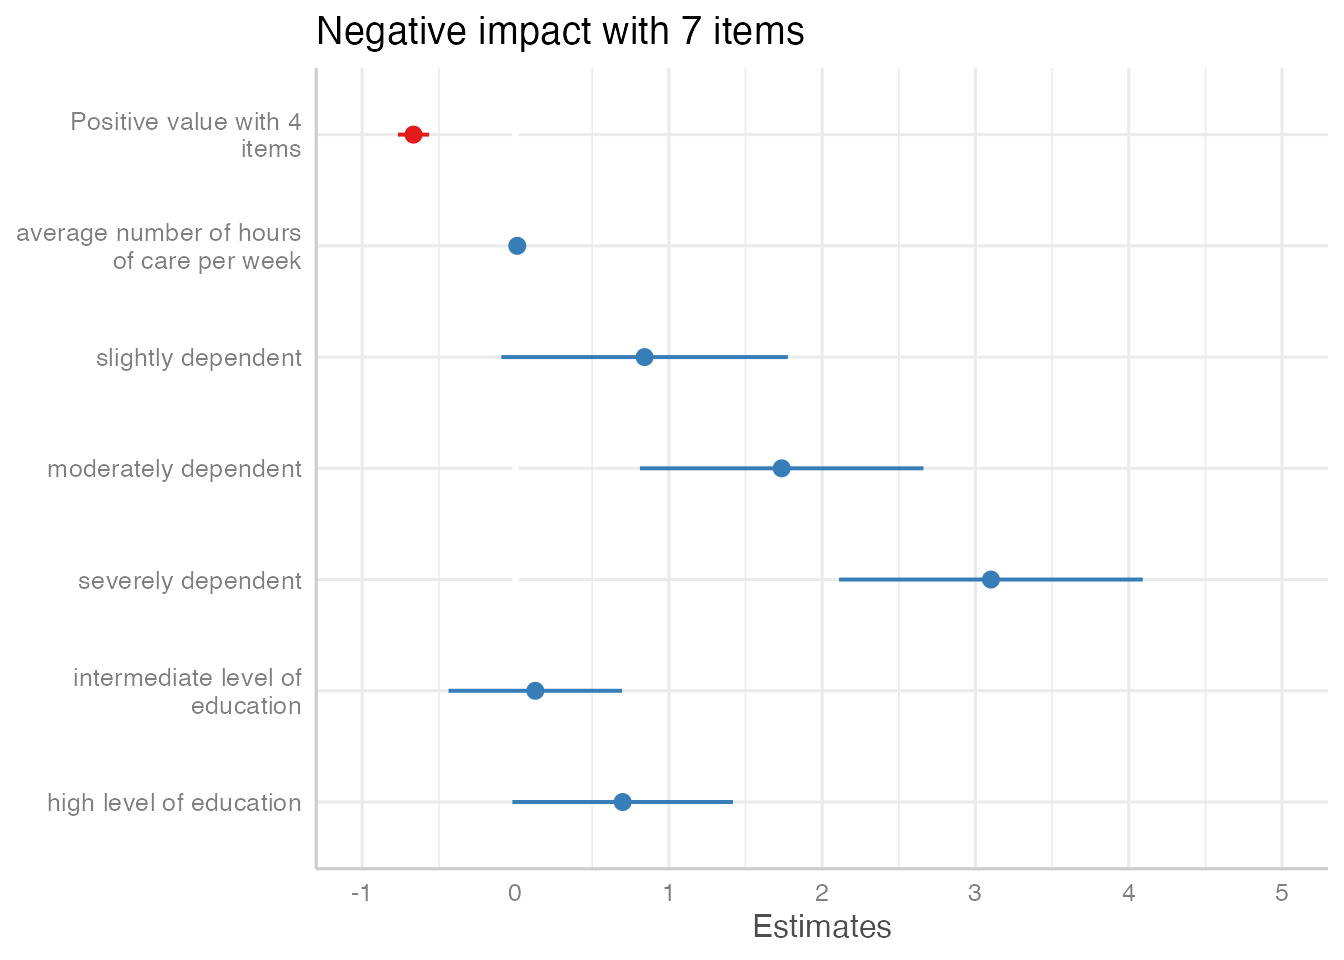 Negative impact with 7 items
Positive value with 4
items
average number of hours
of care per week
slightly dependent
moderately dependent
severely dependent
intermediate level of
education
high level of education
-1 0 1 2 3 4 5
Estimates